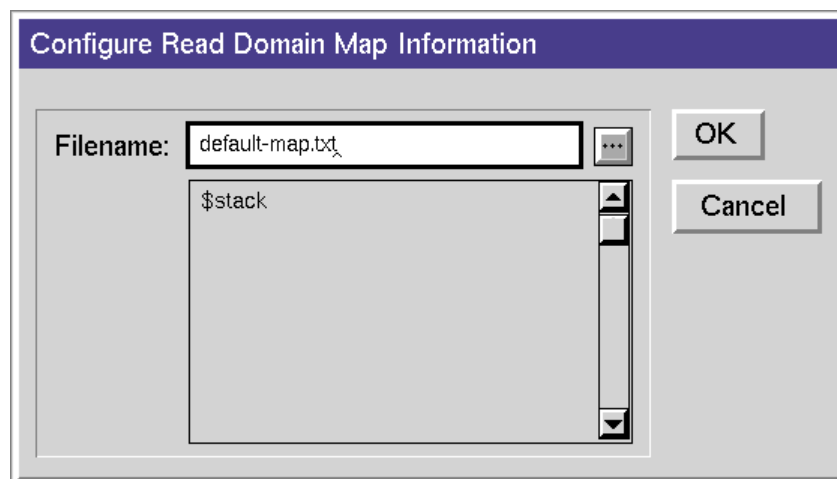 Configure Read Domain Map Information
Filename: default-map.txt ... OK
$stack Cancel